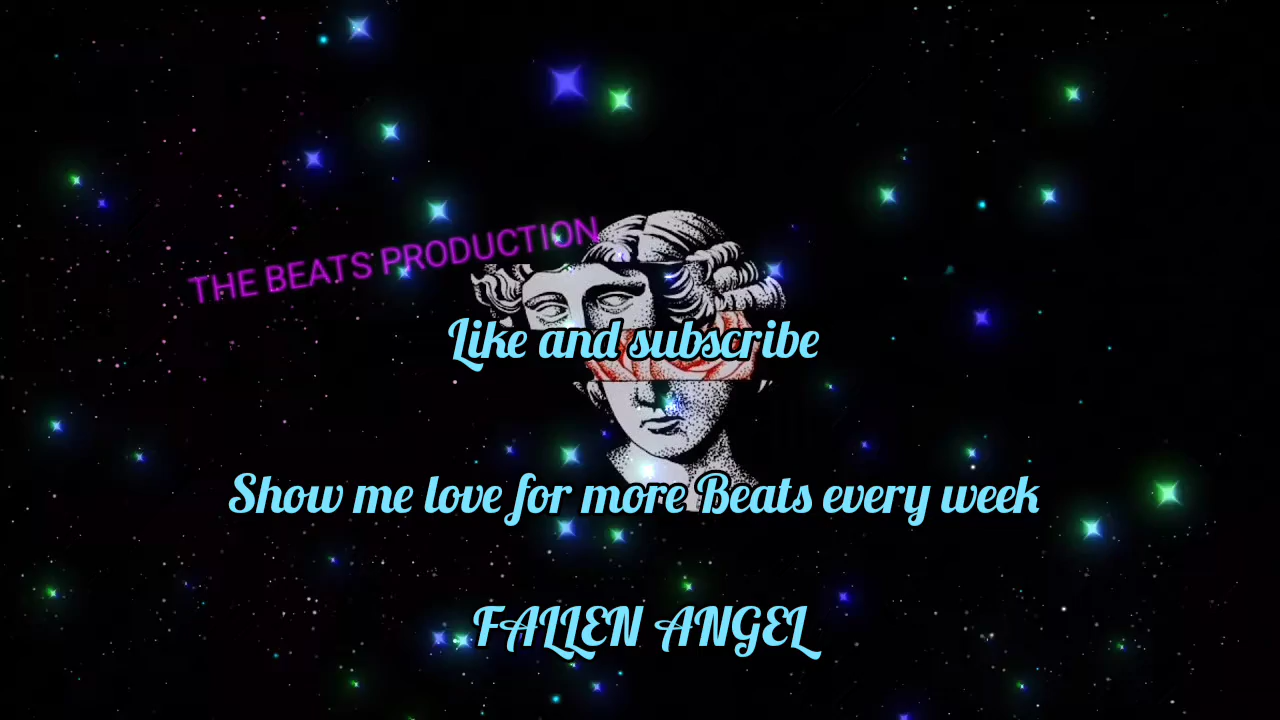 THE BEATS PRODUCTION
Like and subscribe
Show me love for more Beats every week
FALLEN ANGEL